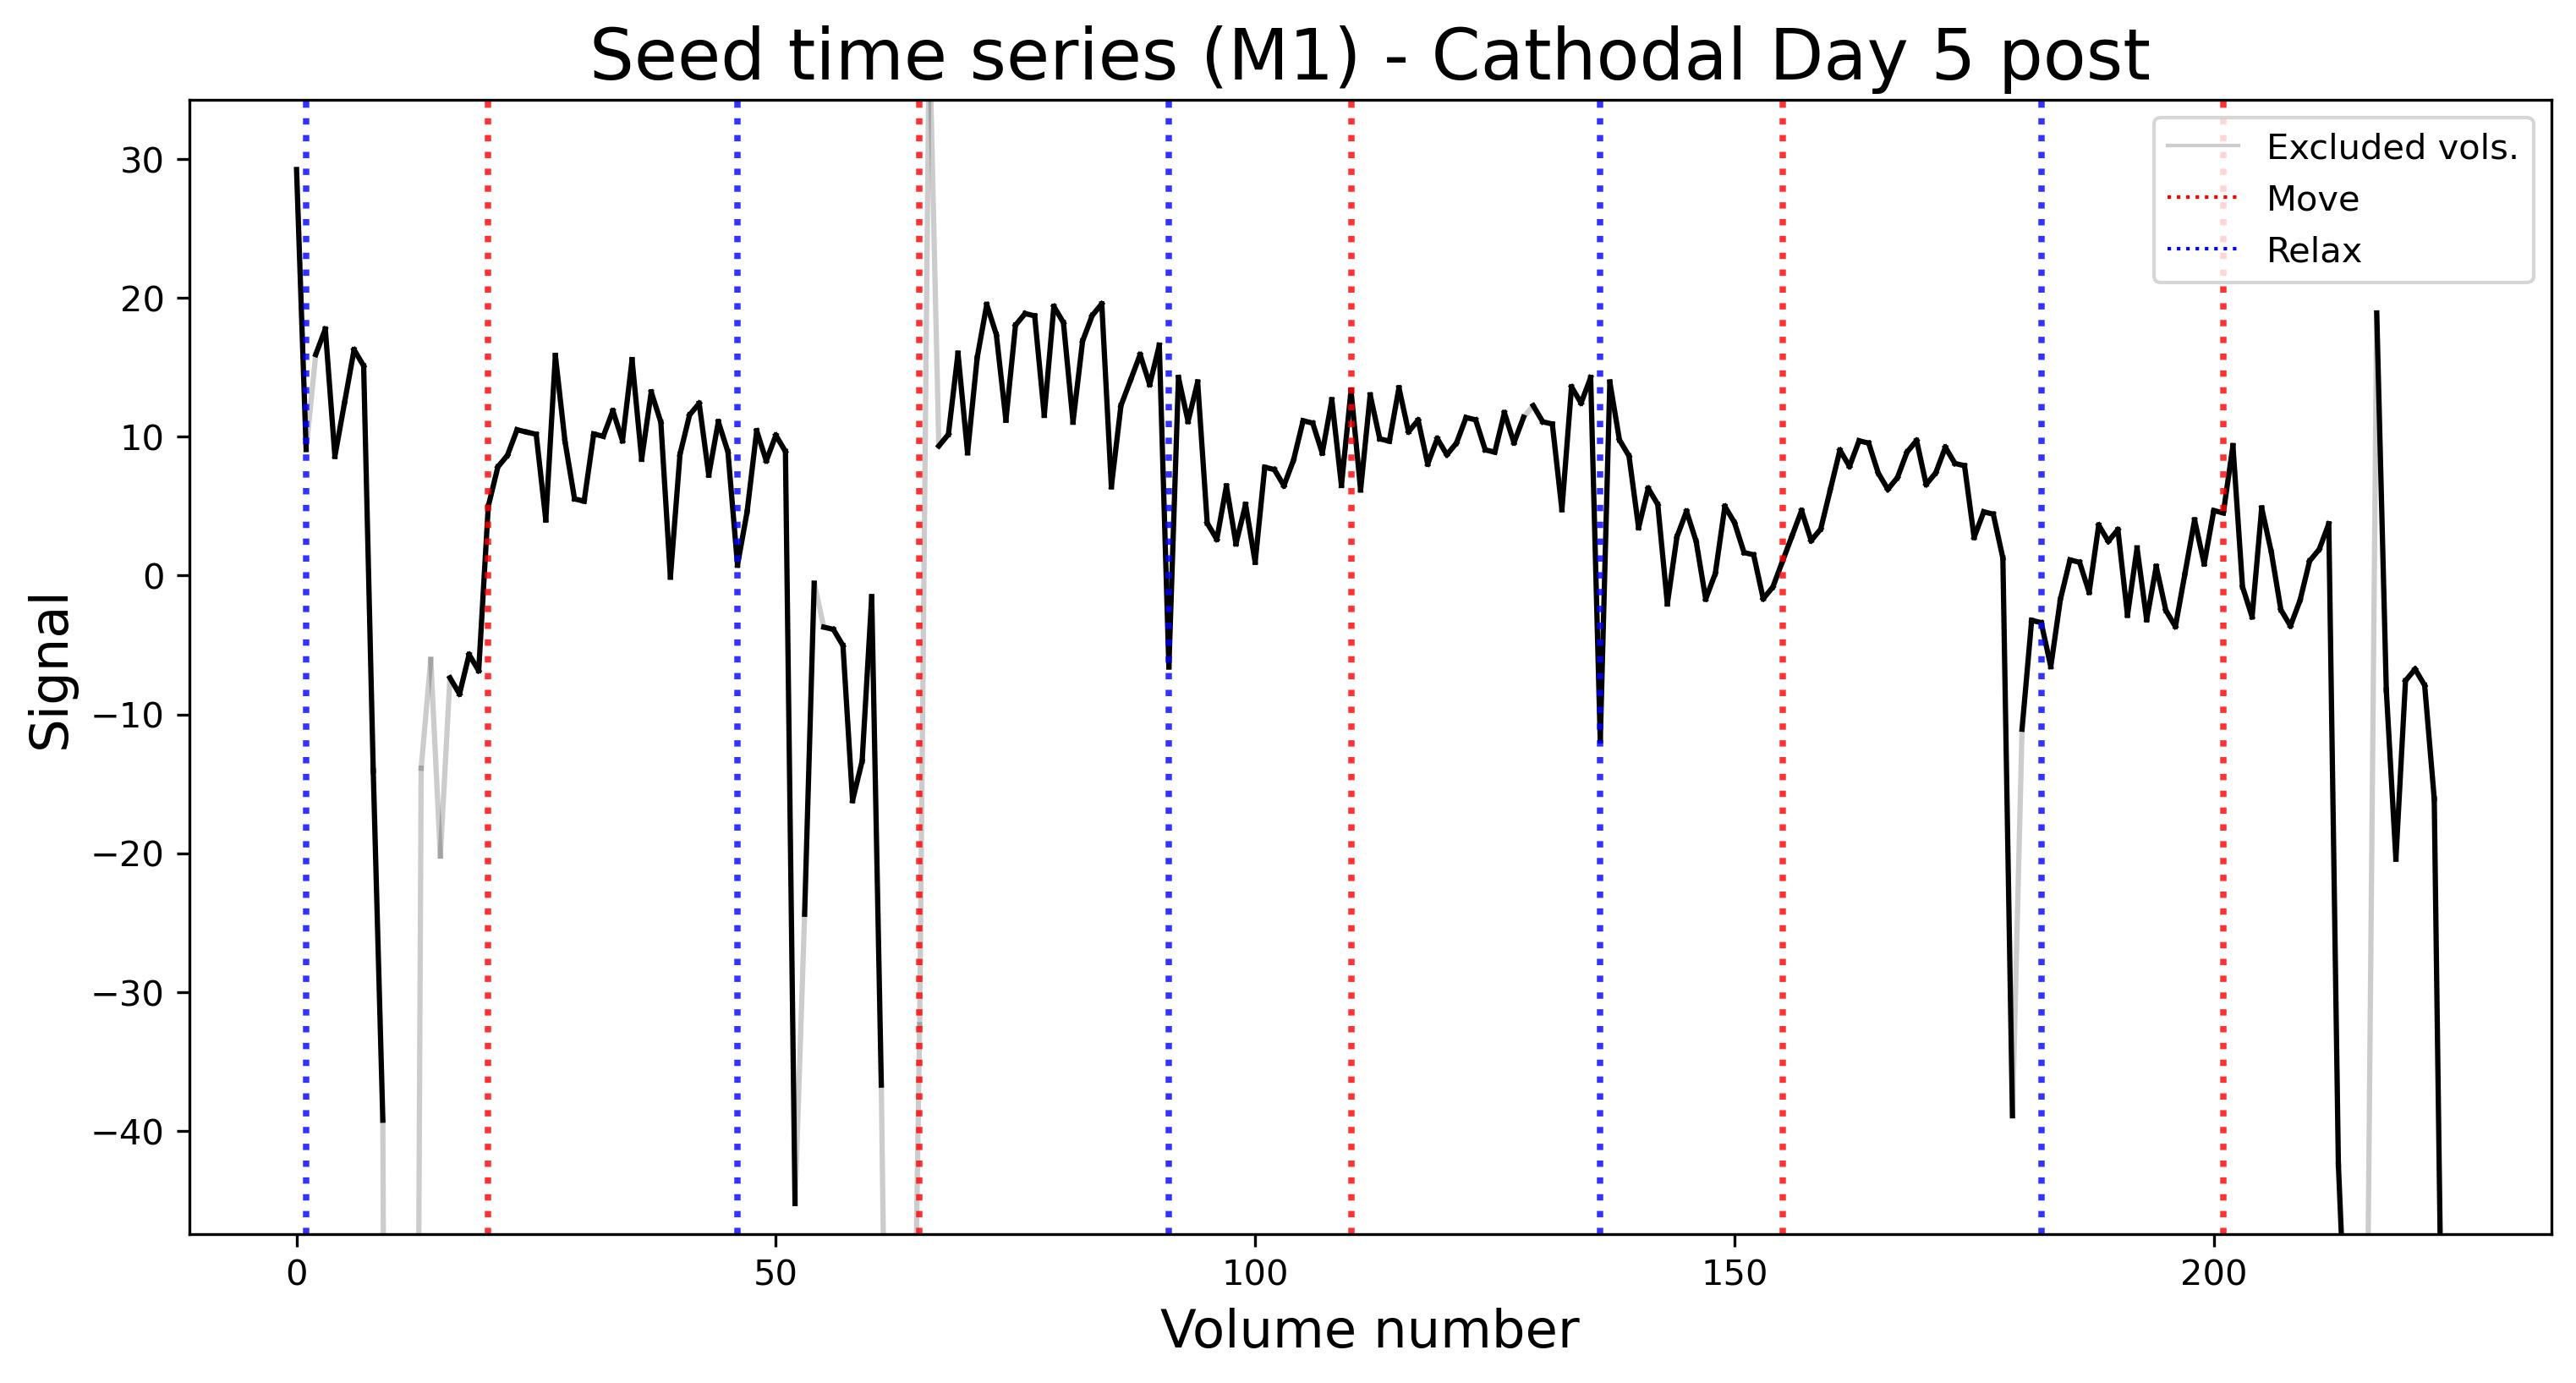 Seed time series (M1) - Cathodal Day 5 post
Excluded vols.
Move
Relax
30
20
10
0
−10
−20
−30
−40
Signal
0 50 100 150 200
Volume number